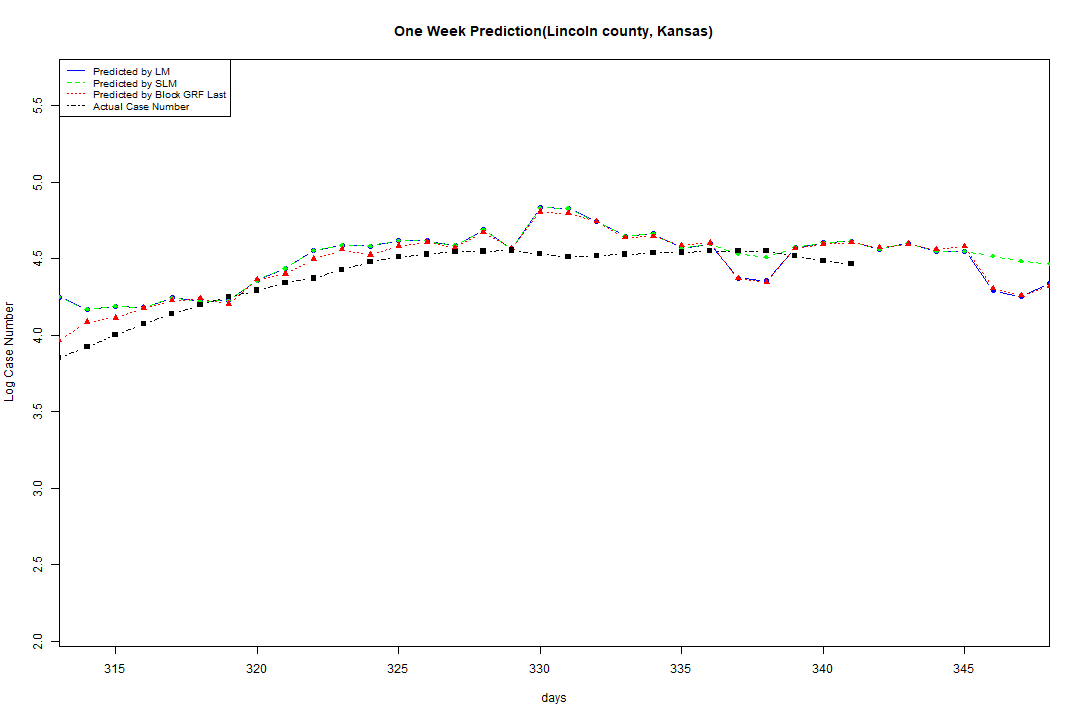 One Week Prediction(Lincoln county, Kansas)
Predicted by LM
Predicted by SLM
Predicted by Block GRF Last
Actual Case Number
Log Case Number
5.5
5.0
4.5
4.0
3.5
3.0
2.5
2.0
315 320 325 330 335 340 345
days